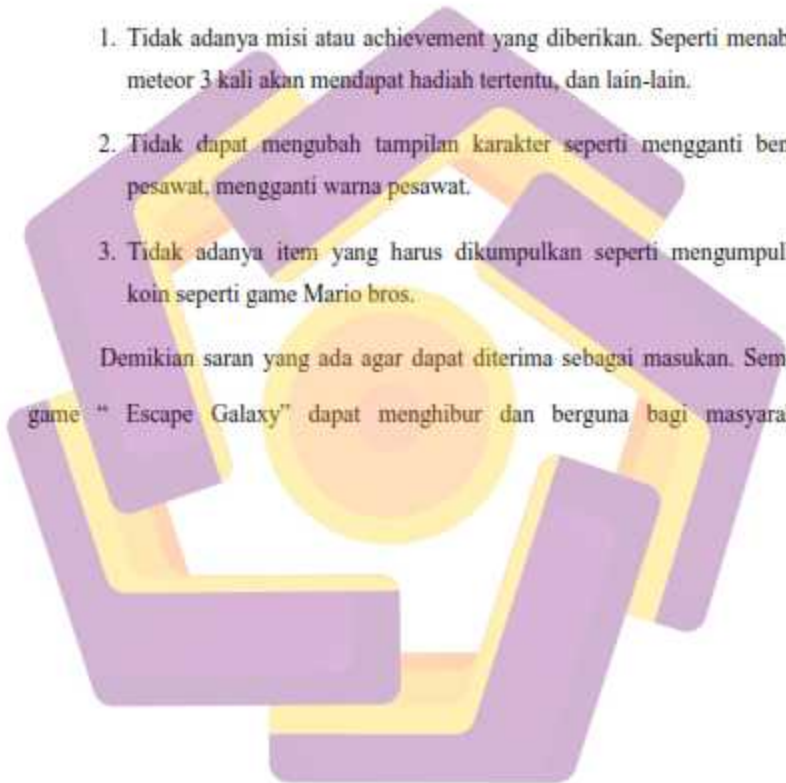 1. Tidak adanya misi atau achievement yang diberikan. Seperti menab
meteor 3 kali akan mendapat hadiah tertentu, dan lain-lain.
2. Tidak dapat mengubah tampilan karakter seperti mengganti ben
pesawat, mengganti warna pesawat.
3. Tidak adanya item yang harus dikumpulkan seperti mengumpul
koin seperti game Mario bros.
Demikian saran yang ada agar dapat diterima sebagai masukan. Sem
game “ Escape Galaxy” dapat menghibur dan berguna bagi masyara